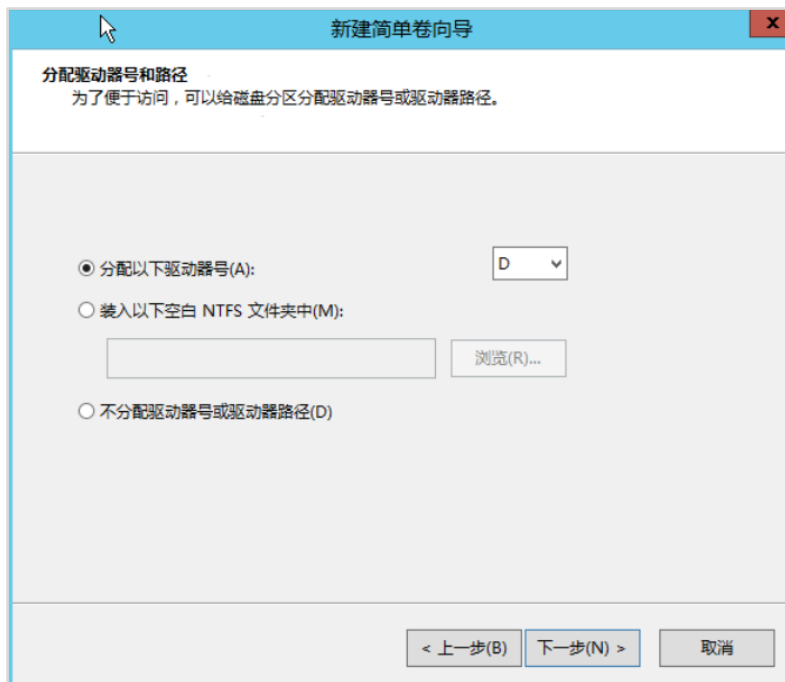 新建简单卷向导
x
分配驱动器号和路径
为了便于访问，可以给磁盘分区分配驱动器号或驱动器路径。
分配以下驱动器号(A):
D
装入以下空白 NTFS 文件夹中(M):
浏览(R)...
不分配驱动器号或驱动器路径(D)
< 上一步(B) 下一步(N) > 取消